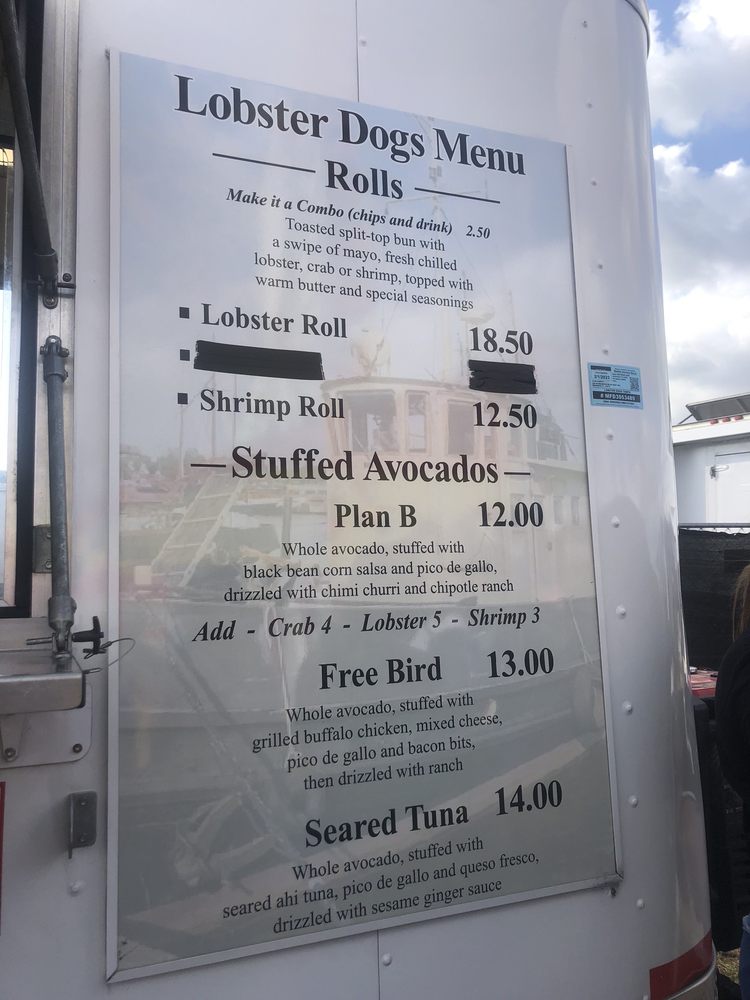 Lobster Dogs Menu
Rolls
Make it a Combo (chips and drink) 2.50
Toasted split-top bun with
a swipe of mayo, fresh chilled
lobster, crab or shrimp, topped with
warm butter and special seasonings
▪ Lobster Roll 18.50
▪ Shrimp Roll 12.50
— Stuffed Avocados —
Plan B 12.00
Whole avocado, stuffed with
black bean corn salsa and pico de gallo,
drizzled with chimi churri and chipotle ranch
Add - Crab 4 - Lobster 5 - Shrimp 3
Free Bird 13.00
Whole avocado, stuffed with
grilled buffalo chicken, mixed cheese,
pico de gallo and bacon bits,
then drizzled with ranch
Seared Tuna 14.00
Whole avocado, stuffed with
seared ahi tuna, pico de gallo and queso fresco,
drizzled with sesame ginger sauce